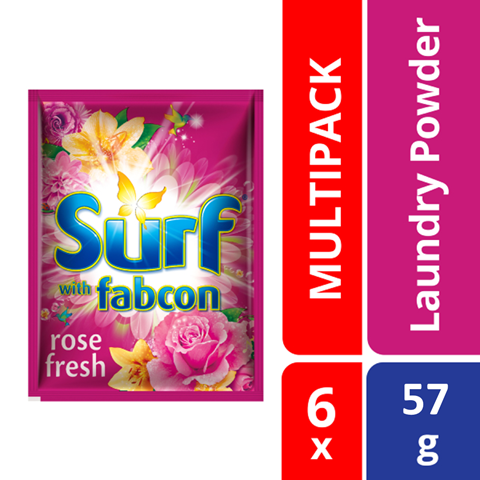 Surf
with fabcon
rose
fresh
MULTIPACK
6
x
Laundry Powder
57
g